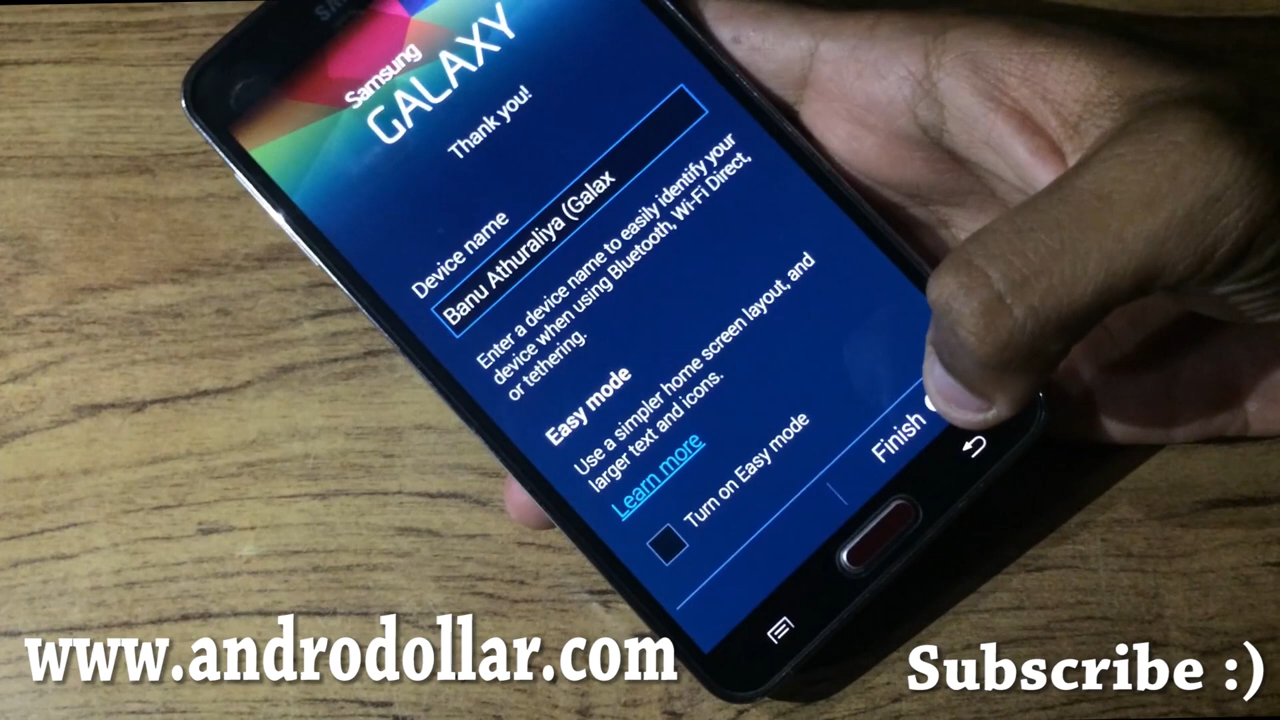 Samsung
GALAXY
Thank you!
Device name
Banu Athuraliya (Galax
Enter a device name to easily identify your
device when using Bluetooth, Wi-Fi Direct,
or tethering.
Easy mode
Use a simpler home screen layout, and
larger text and icons.
Learn more
Turn on Easy mode
Finish
www.androdollar.com
Subscribe :)